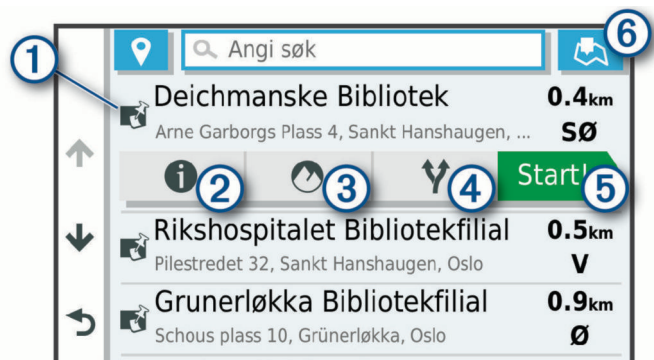 6
Angi søk
1
Deichmanske Bibliotek
0.4km
Arne Garborgs Plass 4, Sankt Hanshaugen, ...
SØ
2
3
4
Start!
5
Rikshospitalet Bibliotekfilial
0.5km
Pilestredet 32, Sankt Hanshaugen, Oslo
V
Grunerløkka Bibliotekfilial
0.9km
Schous plass 10, Grünerløkka, Oslo
Ø